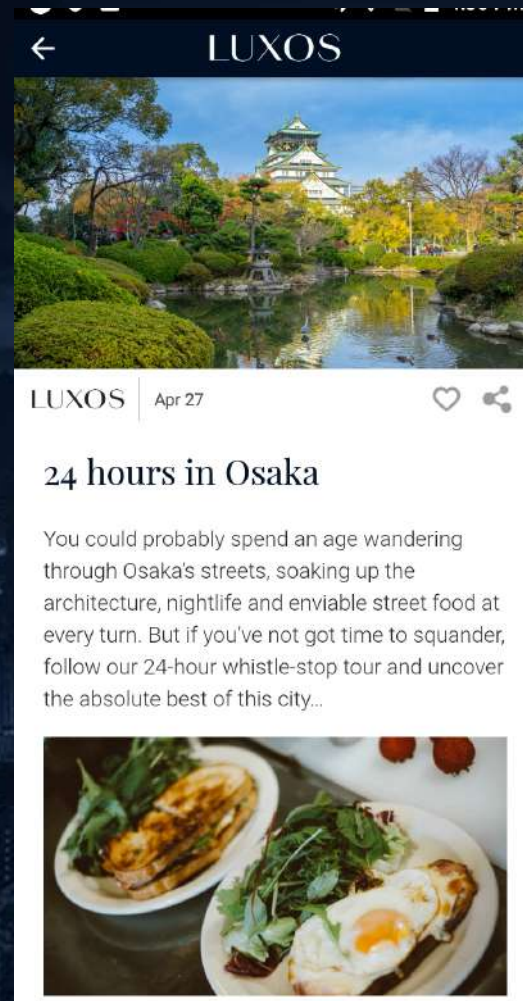 LUXOS
LUXOS
Apr 27
24 hours in Osaka
You could probably spend an age wandering
through Osaka's streets, soaking up the
architecture, nightlife and enviable street food at
every turn. But if you've not got time to squander,
follow our 24-hour whistle-stop tour and uncover
the absolute best of this city...